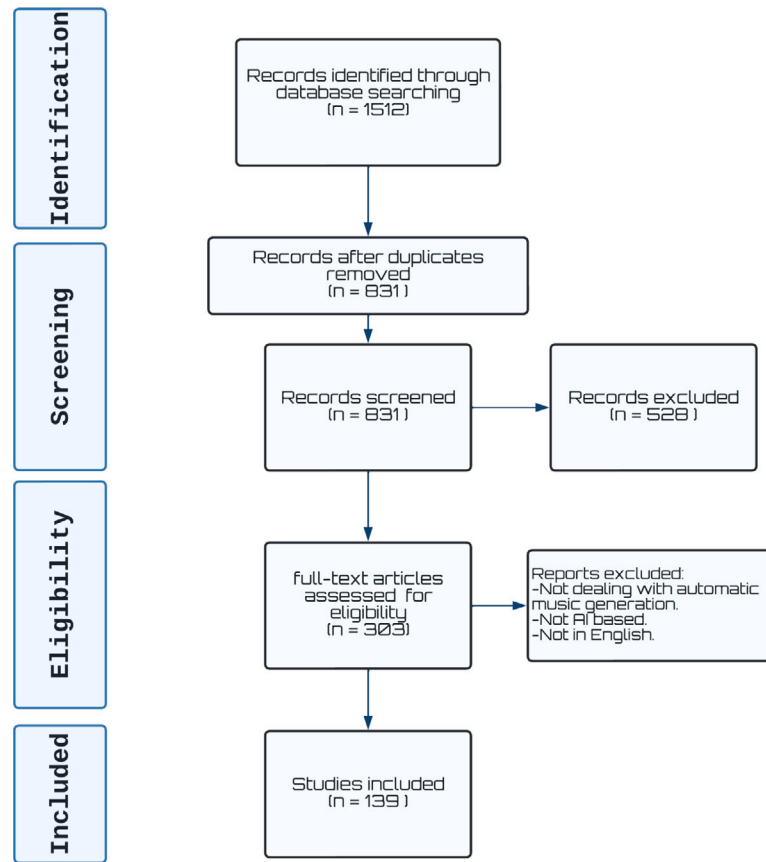 Identification
Records identified through
database searching
(n = 1512)
Screening
Records after duplicates
removed
(n = 831 )
Records screened
(n = 831)
Records excluded
(n = 528 )
Eligibility
full-text articles
assessed for
eligibility
(n = 303)
Reports excluded:
-Not dealing with automatic
music generation.
-Not AI based.
-Not in English.
Included
Studies included
(n = 139 )